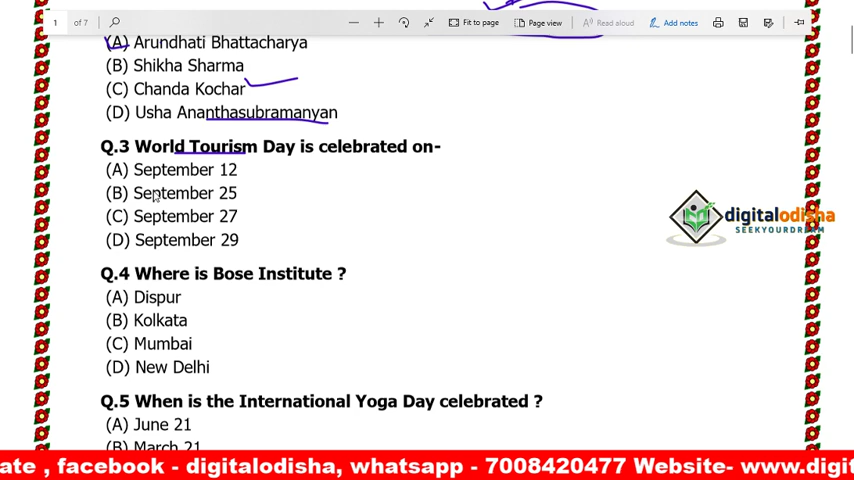 1 of 7
Fit to page
Page view
Read aloud
Add notes
(A) Arundhati Bhattacharya
(B) Shikha Sharma
(C) Chanda Kochar
(D) Usha Ananthasubramanyan
Q.3 World Tourism Day is celebrated on-
(A) September 12
(B) September 25
(C) September 27
(D) September 29
digitalodisha
SEEKYOURDREAM
Q.4 Where is Bose Institute ?
(A) Dispur
(B) Kolkata
(C) Mumbai
(D) New Delhi
Q.5 When is the International Yoga Day celebrated ?
(A) June 21
(B) March 21
ate , facebook - digitalodisha, whatsapp - 7008420477 Website- www.digit